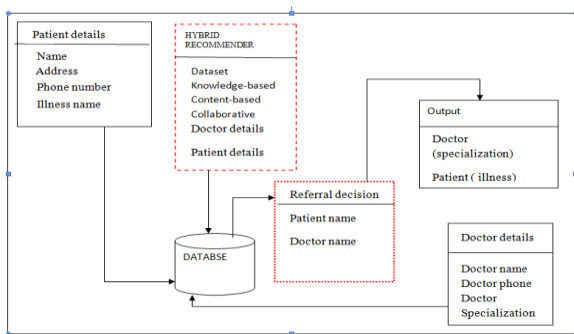 Patient details
Name
Address
Phone number
Illness name
HYBRID
RECOMMENDER
Dataset
Knowledge-based
Content-based
Collaborative
Doctor details
Patient details
Output
Doctor
(specialization)
Patient ( illness)
Referral decision
Patient name
Doctor name
DATABSE
Doctor details
Doctor name
Doctor phone
Doctor
Specialization